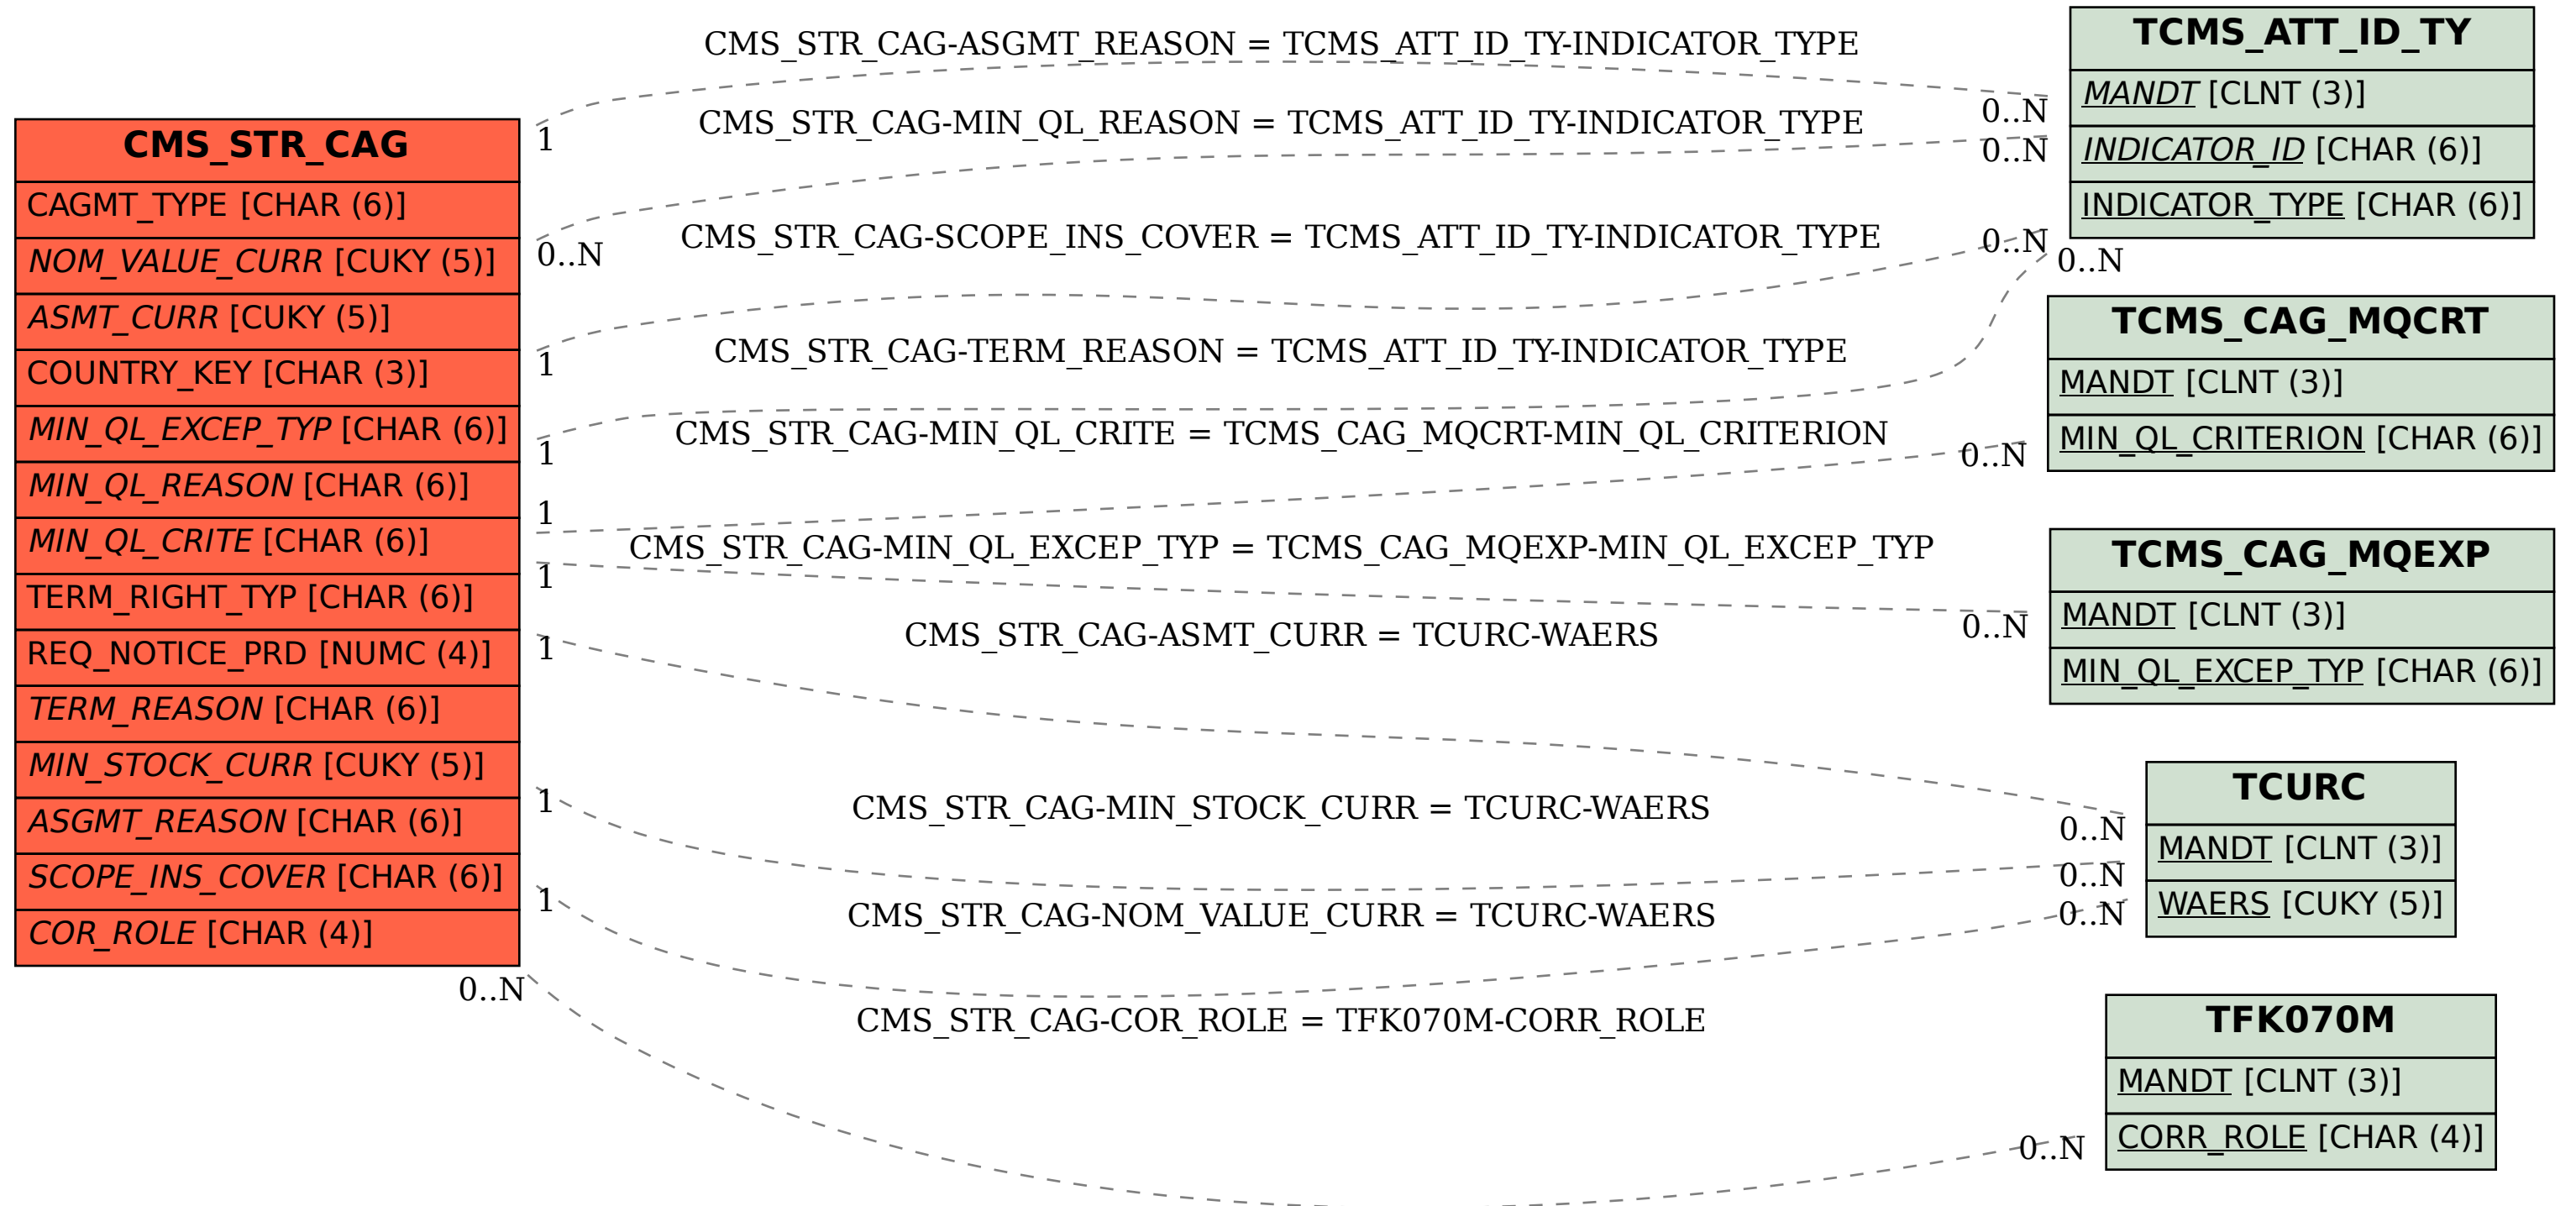 CMS_STR_CAG
CAGMT_TYPE [CHAR (6)]
NOM_VALUE_CURR [CUKY (5)]
ASMT_CURR [CUKY (5)]
COUNTRY_KEY [CHAR (3)]
MIN_QL_EXCEP_TYP [CHAR (6)]
MIN_QL_REASON [CHAR (6)]
MIN_QL_CRITE [CHAR (6)]
TERM_RIGHT_TYP [CHAR (6)]
REQ_NOTICE_PRD [NUMC (4)]
TERM_REASON [CHAR (6)]
MIN_STOCK_CURR [CUKY (5)]
ASGMT_REASON [CHAR (6)]
SCOPE_INS_COVER [CHAR (6)]
COR_ROLE [CHAR (4)]
CMS_STR_CAG-ASGMT_REASON = TCMS_ATT_ID_TY-INDICATOR_TYPE
1
0..N
CMS_STR_CAG-MIN_QL_REASON = TCMS_ATT_ID_TY-INDICATOR_TYPE
0..N
0..N
CMS_STR_CAG-SCOPE_INS_COVER = TCMS_ATT_ID_TY-INDICATOR_TYPE
1
0..N
CMS_STR_CAG-TERM_REASON = TCMS_ATT_ID_TY-INDICATOR_TYPE
1
0..N
CMS_STR_CAG-MIN_QL_CRITE = TCMS_CAG_MQCRT-MIN_QL_CRITERION
1
0..N
CMS_STR_CAG-MIN_QL_EXCEP_TYP = TCMS_CAG_MQEXP-MIN_QL_EXCEP_TYP
1
0..N
CMS_STR_CAG-ASMT_CURR = TCURC-WAERS
1
0..N
CMS_STR_CAG-MIN_STOCK_CURR = TCURC-WAERS
1
0..N
CMS_STR_CAG-NOM_VALUE_CURR = TCURC-WAERS
1
0..N
CMS_STR_CAG-COR_ROLE = TFK070M-CORR_ROLE
0..N
0..N
TCMS_ATT_ID_TY
MANDT [CLNT (3)]
INDICATOR_ID [CHAR (6)]
INDICATOR_TYPE [CHAR (6)]
TCMS_CAG_MQCRT
MANDT [CLNT (3)]
MIN_QL_CRITERION [CHAR (6)]
TCMS_CAG_MQEXP
MANDT [CLNT (3)]
MIN_QL_EXCEP_TYP [CHAR (6)]
TCURC
MANDT [CLNT (3)]
WAERS [CUKY (5)]
TFK070M
MANDT [CLNT (3)]
CORR_ROLE [CHAR (4)]